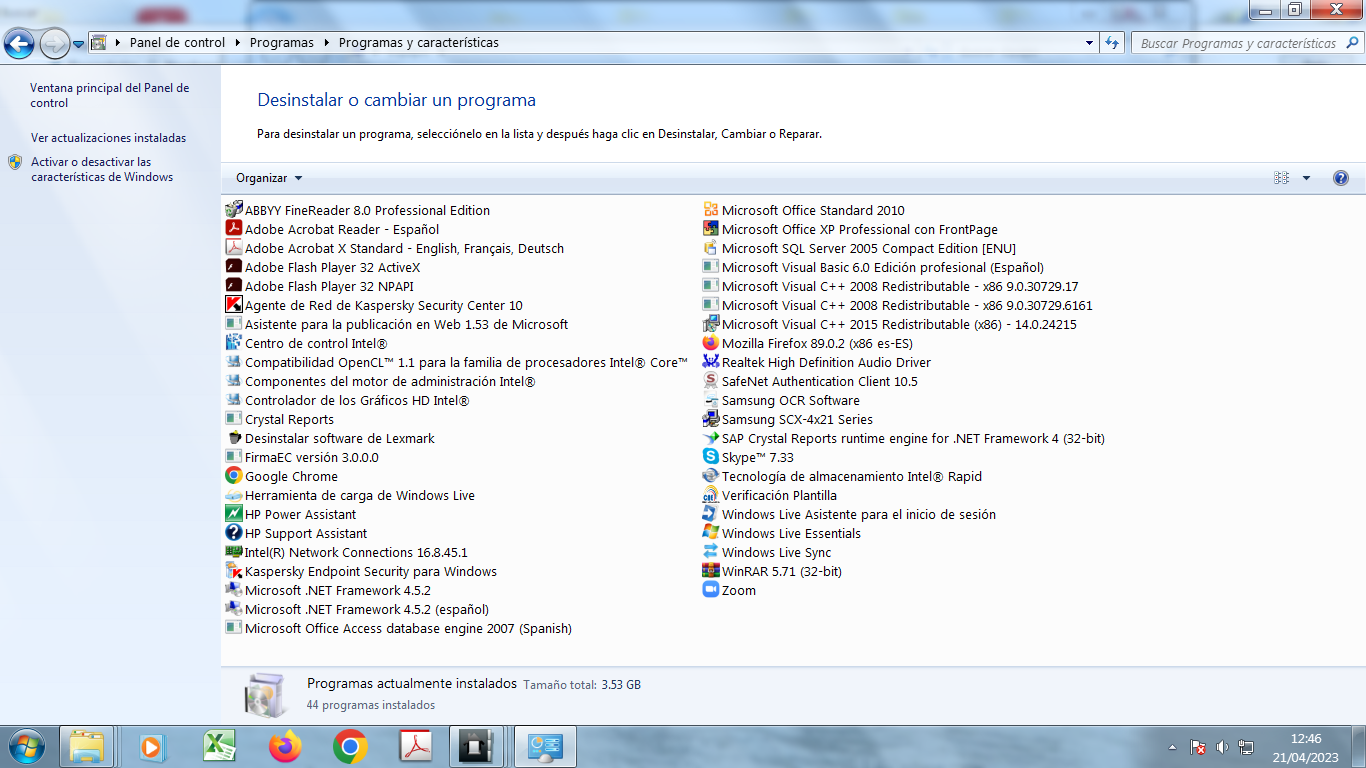 Panel de control
Programas
Programas y características
Buscar Programas y características
Ventana principal del Panel de
control
Ver actualizaciones instaladas
Activar o desactivar las
características de Windows
Desinstalar o cambiar un programa
Para desinstalar un programa, selecciónelo en la lista y después haga clic en Desinstalar, Cambiar o Reparar.
Organizar
ABBYY FineReader 8.0 Professional Edition
Adobe Acrobat Reader - Español
Adobe Acrobat X Standard - English, Français, Deutsch
Adobe Flash Player 32 ActiveX
Adobe Flash Player 32 NPAPI
Agente de Red de Kaspersky Security Center 10
Asistente para la publicación en Web 1.53 de Microsoft
Centro de control Intel®
Compatibilidad OpenCL™ 1.1 para la familia de procesadores Intel® Core™
Componentes del motor de administración Intel®
Controlador de los Gráficos HD Intel®
Crystal Reports
Desinstalar software de Lexmark
FirmaEC versión 3.0.0.0
Google Chrome
Herramienta de carga de Windows Live
HP Power Assistant
HP Support Assistant
Intel(R) Network Connections 16.8.45.1
Kaspersky Endpoint Security para Windows
Microsoft .NET Framework 4.5.2
Microsoft .NET Framework 4.5.2 (español)
Microsoft Office Access database engine 2007 (Spanish)
Microsoft Office Standard 2010
Microsoft Office XP Professional con FrontPage
Microsoft SQL Server 2005 Compact Edition [ENU]
Microsoft Visual Basic 6.0 Edición profesional (Español)
Microsoft Visual C++ 2008 Redistributable - x86 9.0.30729.17
Microsoft Visual C++ 2008 Redistributable - x86 9.0.30729.6161
Microsoft Visual C++ 2015 Redistributable (x86) - 14.0.24215
Mozilla Firefox 89.0.2 (x86 es-ES)
Realtek High Definition Audio Driver
SafeNet Authentication Client 10.5
Samsung OCR Software
Samsung SCX-4x21 Series
SAP Crystal Reports runtime engine for .NET Framework 4 (32-bit)
Skype™ 7.33
Tecnología de almacenamiento Intel® Rapid
Verificación Plantilla
Windows Live Asistente para el inicio de sesión
Windows Live Essentials
Windows Live Sync
WinRAR 5.71 (32-bit)
Zoom
Programas actualmente instalados Tamaño total: 3.53 GB
44 programas instalados
12:46
21/04/2023